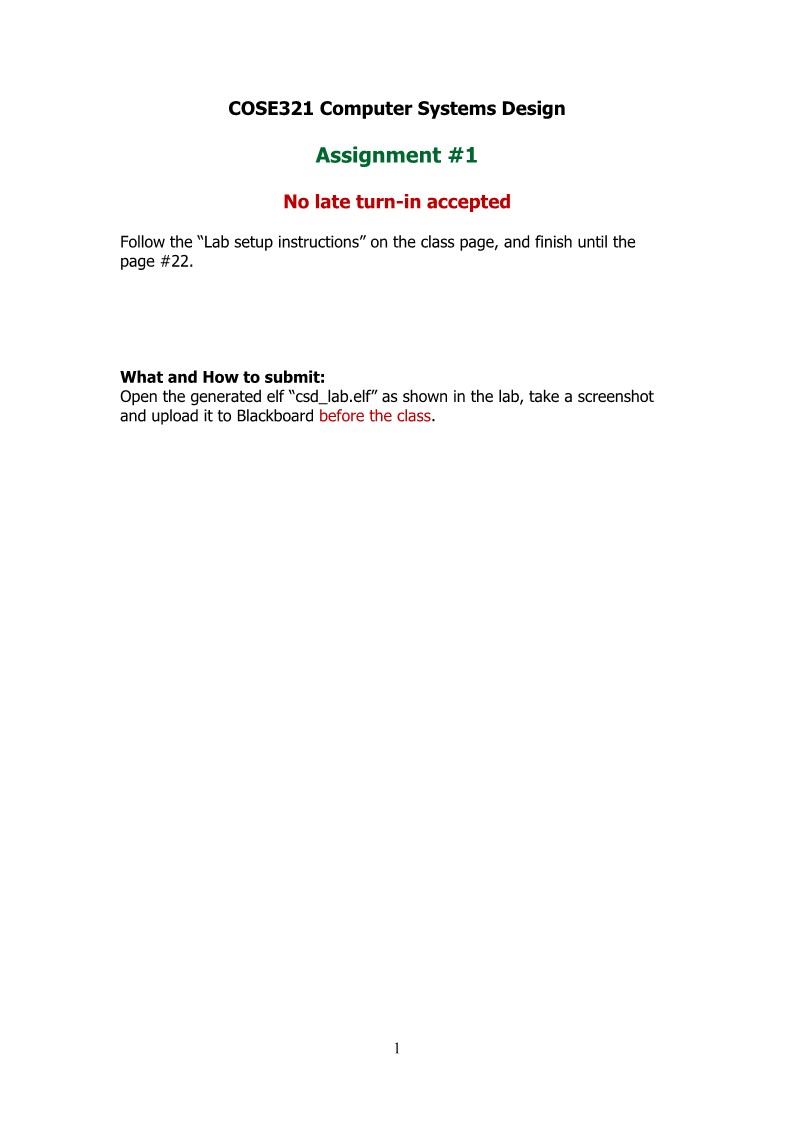 COSE321 Computer Systems Design
Assignment #1
No late turn-in accepted
Follow the “Lab setup instructions” on the class page, and finish until the
page #22.
What and How to submit:
Open the generated elf “csd_lab.elf” as shown in the lab, take a screenshot
and upload it to Blackboard before the class.
1